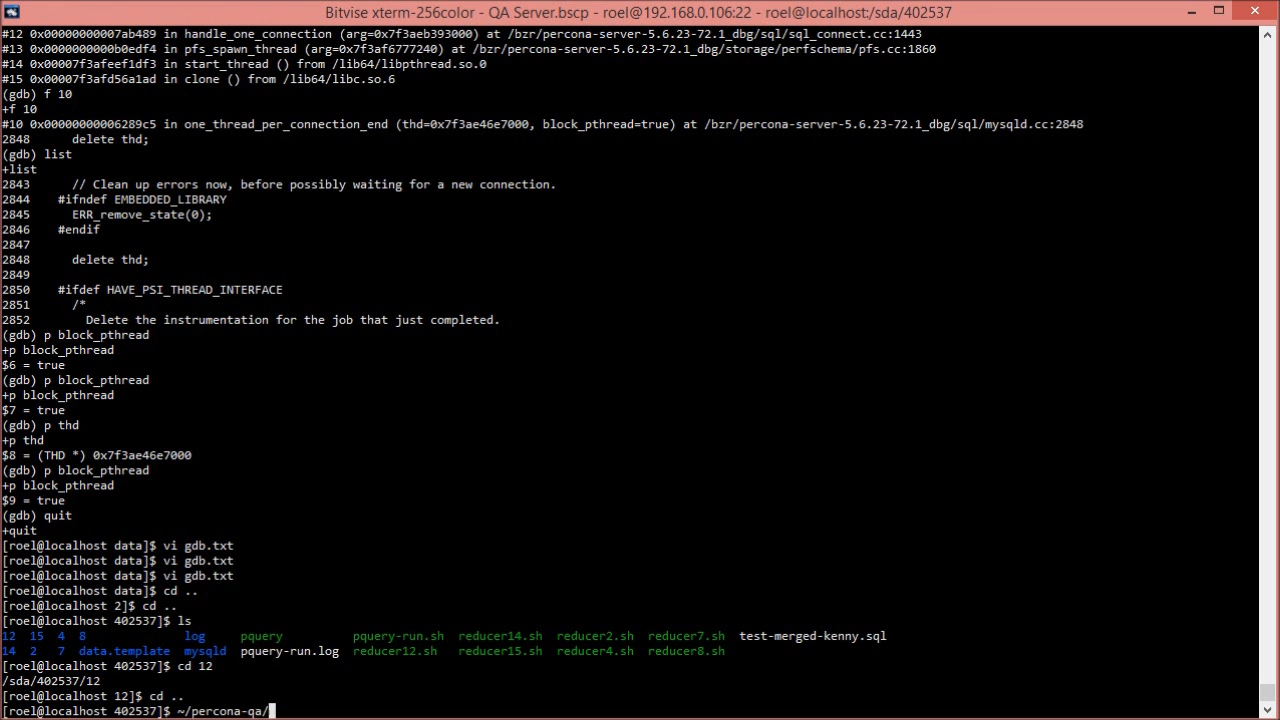 Bitvise xterm-256color - QA Server.bscp - roel@192.168.0.106:22 - roel@localhost:/sda/402537
#12 0x00000000007ab489 in handle_one_connection (arg=0x7f3aeb393000) at /bzr/percona-server-5.6.23-72.1_dbg/sql/sql_connect.cc:1443
#13 0x0000000000b0edf4 in pfs_spawn_thread (arg=0x7f3af6777240) at /bzr/percona-server-5.6.23-72.1_dbg/storage/perfschema/pfs.cc:1860
#14 0x00007f3afeef1df3 in start_thread () from /lib64/libpthread.so.0
#15 0x00007f3afd56a1ad in clone () from /lib64/libc.so.6
(gdb) f 10
+f 10
#10 0x00000000006289c5 in one_thread_per_connection_end (thd=0x7f3ae46e7000, block_pthread=true) at /bzr/percona-server-5.6.23-72.1_dbg/sql/mysqld.cc:2848
2848      delete thd;
(gdb) list
+list
2843      // Clean up errors now, before possibly waiting for a new connection.
2844    #ifndef EMBEDDED_LIBRARY
2845      ERR_remove_state(0);
2846    #endif
2847
2848      delete thd;
2849
2850    #ifdef HAVE_PSI_THREAD_INTERFACE
2851      /*
2852        Delete the instrumentation for the job that just completed.
(gdb) p block_pthread
+p block_pthread
$6 = true
(gdb) p block_pthread
+p block_pthread
$7 = true
(gdb) p thd
+p thd
$8 = (THD *) 0x7f3ae46e7000
(gdb) p block_pthread
+p block_pthread
$9 = true
(gdb) quit
+quit
[roel@localhost data]$ vi gdb.txt
[roel@localhost data]$ vi gdb.txt
[roel@localhost data]$ vi gdb.txt
[roel@localhost data]$ cd ..
[roel@localhost 2]$ cd ..
[roel@localhost 402537]$ ls
12  15  4  8              log     pquery          pquery-run.sh  reducer14.sh  reducer2.sh  reducer7.sh  test-merged-kenny.sql
14  2   7  data.template  mysqld  pquery-run.log  reducer12.sh   reducer15.sh  reducer4.sh  reducer8.sh
[roel@localhost 402537]$ cd 12
/sda/402537/12
[roel@localhost 12]$ cd ..
[roel@localhost 402537]$ ~/percona-qa/